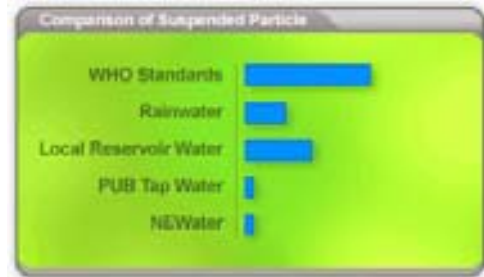 Comparison of Suspended Particle
WHO Standards
Rainwater
Local Reservoir Water
PUB Tap Water
NEWater